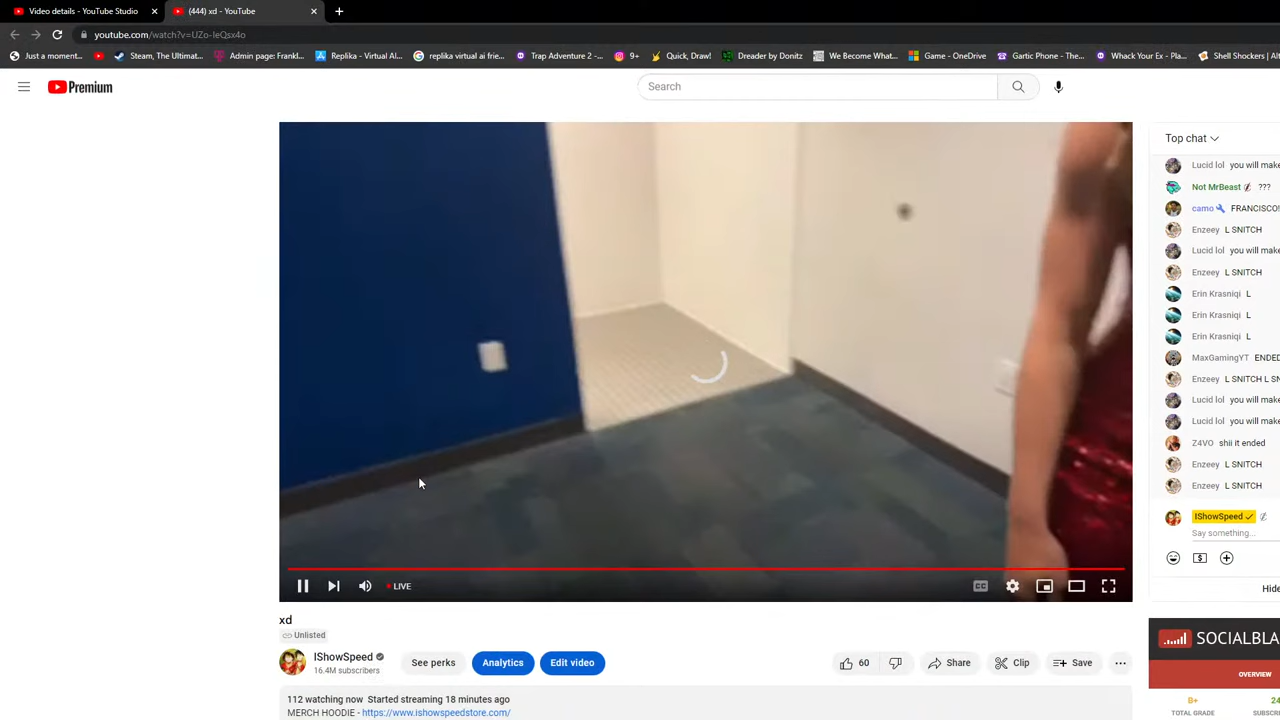 Video details - YouTube Studio
(444) xd - YouTube
youtube.com/watch?v=UZo-IeQsx4o
Just a moment...
Steam, The Ultimat...
Admin Page: Frankl...
Replika - Virtual AI...
replika virtual ai frie...
Trap Adventure 2 -...
9+
Quick, Draw!
Dreader by Donitz
We Become What...
Game - OneDrive
Gartic Phone - The...
Whack Your Ex - Pla...
Shell Shockers | Al
Premium
Search
Top chat
Lucid lol you will make
Not MrBeast ???
camo FRANCISCO!
Enzeey L SNITCH
Lucid lol you will make
Enzeey L SNITCH
Erin Krasniqi L
Erin Krasniqi L
Erin Krasniqi L
MaxGamingYT ENDED
Enzeey L SNITCH L SN
Lucid lol you will make
Lucid lol you will make
Z4VO shii it ended
Enzeey L SNITCH
Enzeey L SNITCH
IShowSpeed
Say something...
Hide
LIVE
CC
xd
Unlisted
IShowSpeed
16.4M subscribers
See perks
Analytics
Edit video
60
Share
Clip
Save
112 watching now Started streaming 18 minutes ago
MERCH HOODIE - https://www.ishowspeedstore.com/
SOCIALBLA
OVERVIEW
B+
TOTAL GRADE
24
SUBSCRI